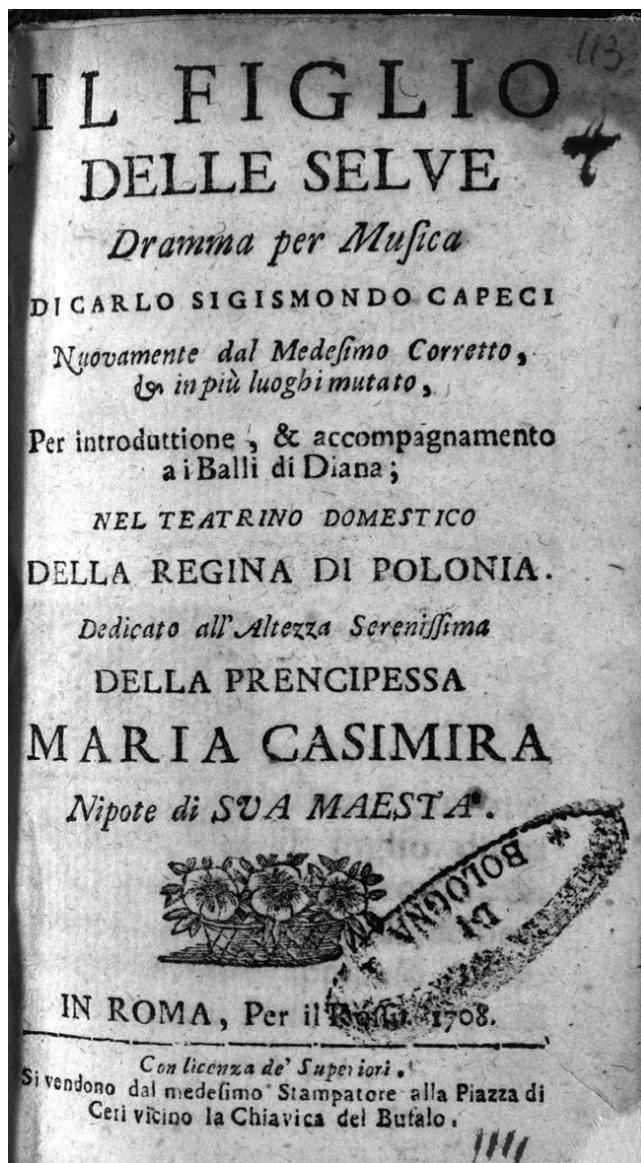 113
IL FIGLIO
DELLE SELVE
Dramma per Muſica
DI CARLO SIGISMONDO CAPECI
Nuovamente dal Medeſimo Corretto,
& in più luoghi mutato,
Per introduttione, & accompagnamento
a i Balli di Diana;
NEL TEATRINO DOMESTICO
DELLA REGINA DI POLONIA.
Dedicato all'Altezza Sereniſſima
DELLA PRENCIPESSA
MARIA CASIMIRA
Nipote di SVA MAESTA'.
DI
BOLOGNA
IN ROMA, Per il 1708.
Con licenza de' Superiori.
Si vendono dal medeſimo Stampatore alla Piazza di
Ceri vicino la Chiavica del Bufalo.